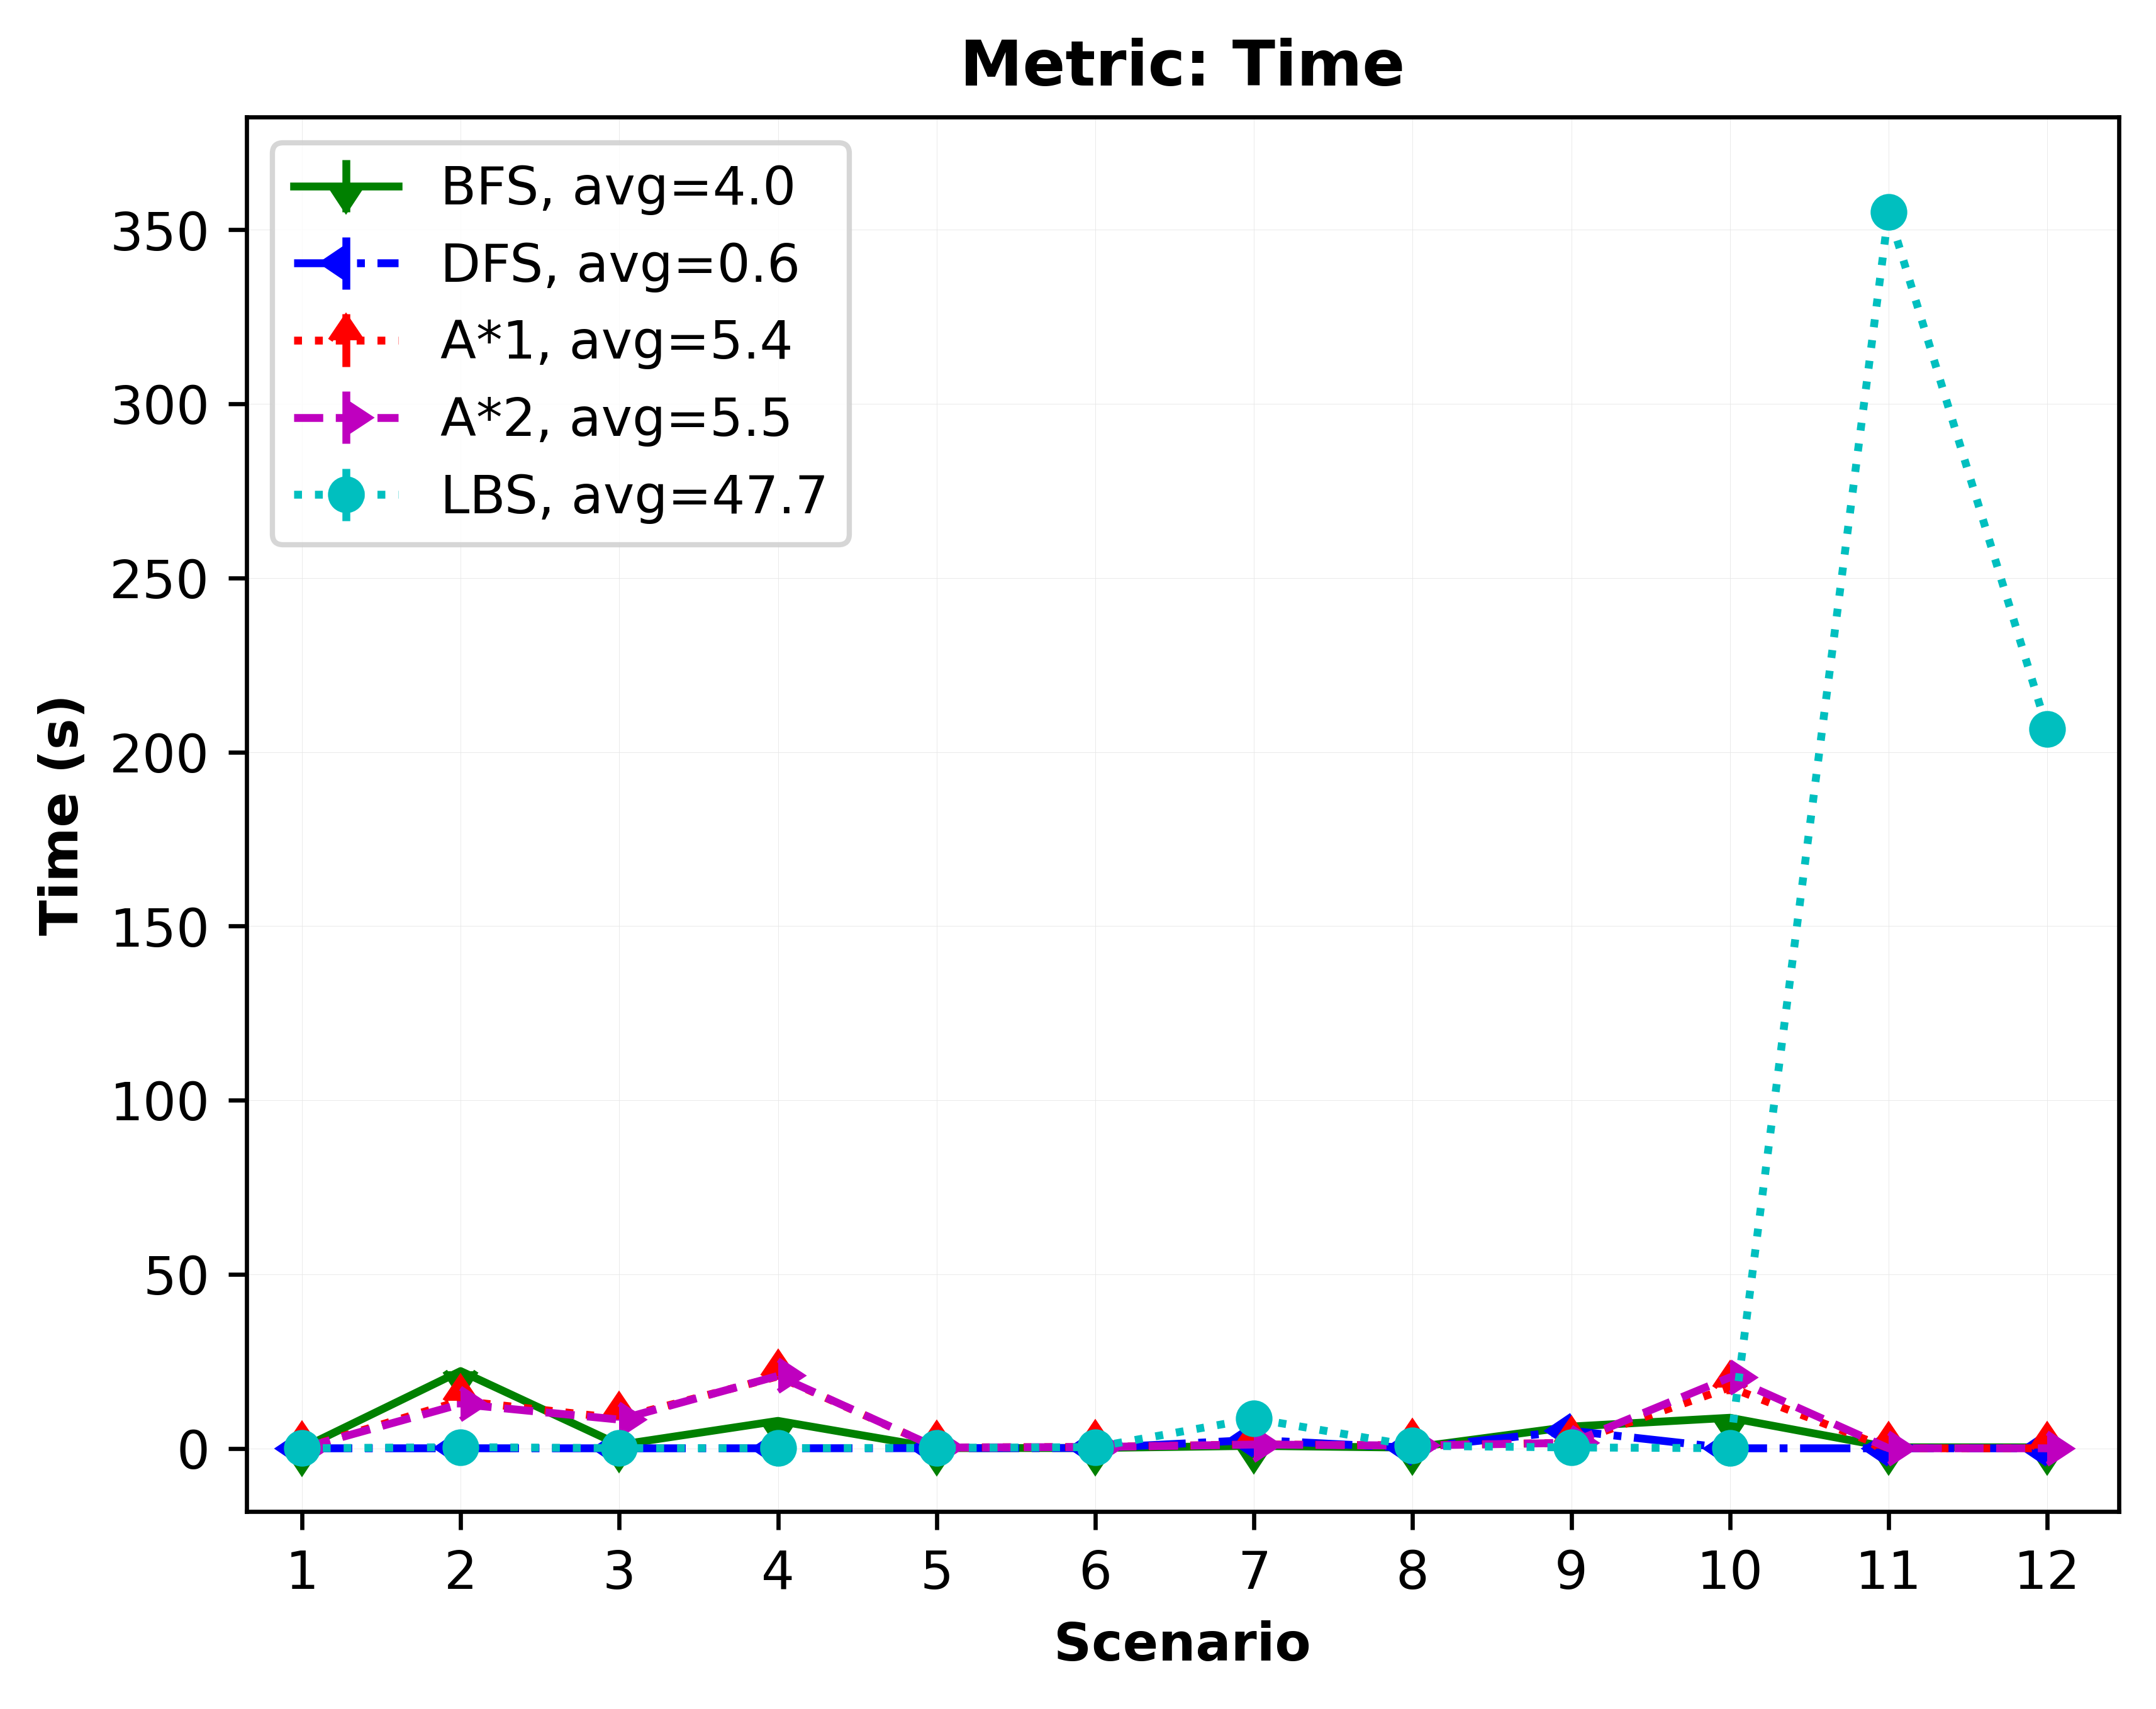 Metric: Time
BFS, avg=4.0
DFS, avg=0.6
A*1, avg=5.4
A*2, avg=5.5
LBS, avg=47.7
Time (s)
350
300
250
200
150
100
50
0
1 2 3 4 5 6 7 8 9 10 11 12
Scenario